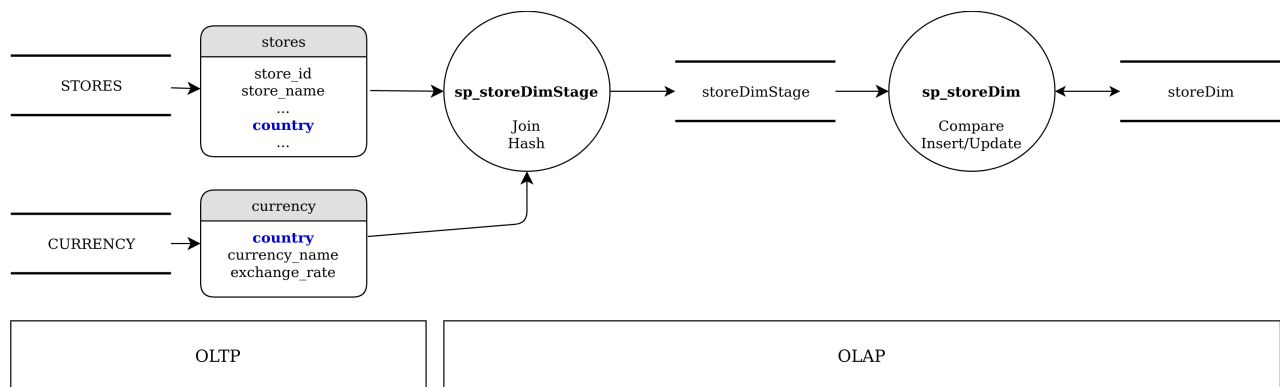 STORES
stores
store_id
store_name
...
country
...
sp_storeDimStage
Join
Hash
storeDimStage
sp_storeDim
Compare
Insert/Update
storeDim
CURRENCY
currency
country
currency_name
exchange_rate
OLTP
OLAP